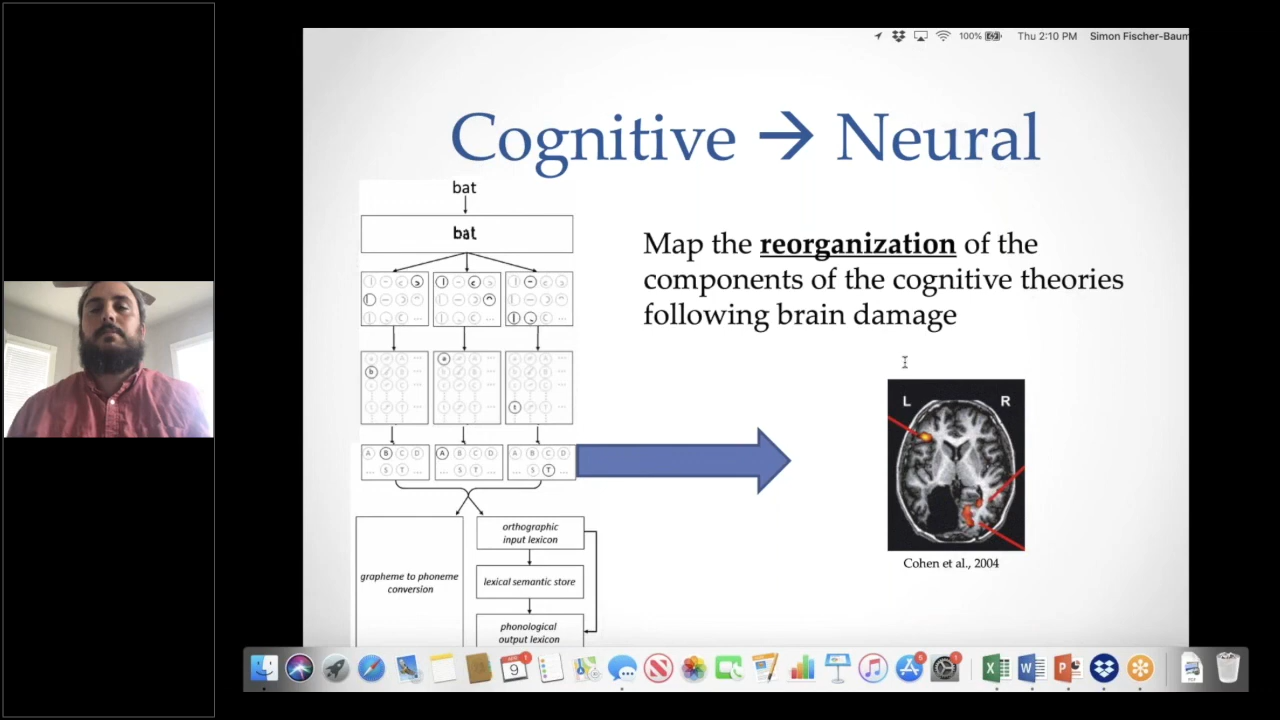 100% Thu 2:10 PM Simon Fischer-Baum
Cognitive → Neural
bat
bat
Map the reorganization of the
components of the cognitive theories
following brain damage
A B C D A B C D A B C D
... S T ... ... S T ... ... S T ...
L R
Cohen et al., 2004
orthographic
input lexicon
grapheme to phoneme
conversion
lexical semantic store
phonological
output lexicon
9